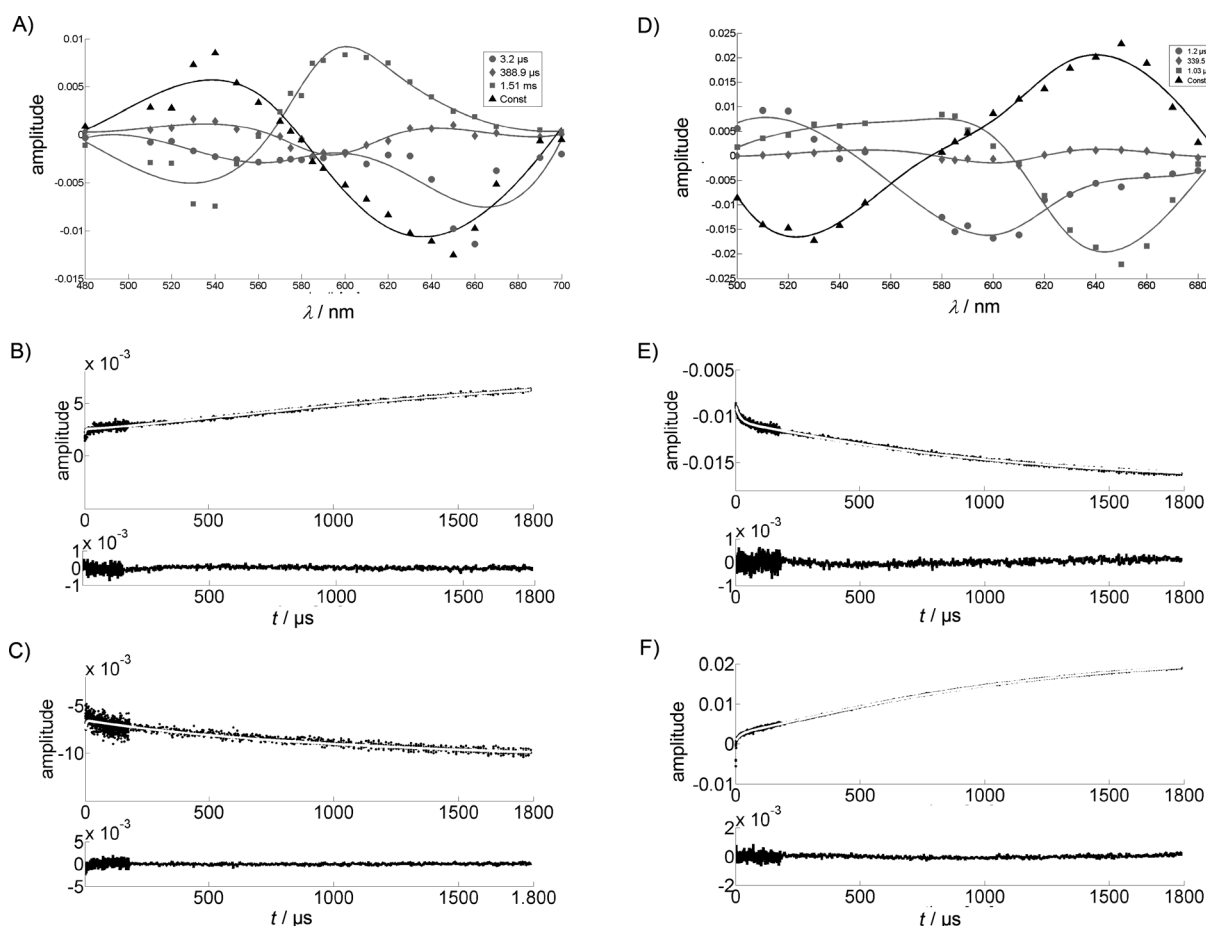 A)
0.01
0.005
0
-0.005
-0.01
-0.015
amplitude
3.2 µs
388.9 µs
1.51 ms
Const
480 500 520 540 560 580 600 620 640 660 680 700
λ / nm
D)
0.025
0.02
0.015
0.01
0.005
0
-0.005
-0.01
-0.015
-0.02
-0.025
amplitude
1.2 µs
339.5
1.03 µ
Const
500 520 540 560 580 600 620 640 660 68
λ / nm
B)
x 10⁻³
5
0
amplitude
0 500 1000 1500 1800
x 10⁻³
1
0
-1
0 500 1000 1500 1800
t / µs
E)
-0.005
-0.01
-0.015
amplitude
0 500 1000 1500 1800
x 10⁻³
1
0
-1
0 500 1000 1500 1800
t / µs
C)
x 10⁻³
-5
-10
amplitude
0 500 1000 1500 1800
x 10⁻³
5
0
-5
0 500 1000 1500 1.800
t / µs
F)
0.02
0.01
0
-0.01
amplitude
0 500 1000 1500 1800
x 10⁻³
2
0
-2
0 500 1000 1500 1800
t / µs